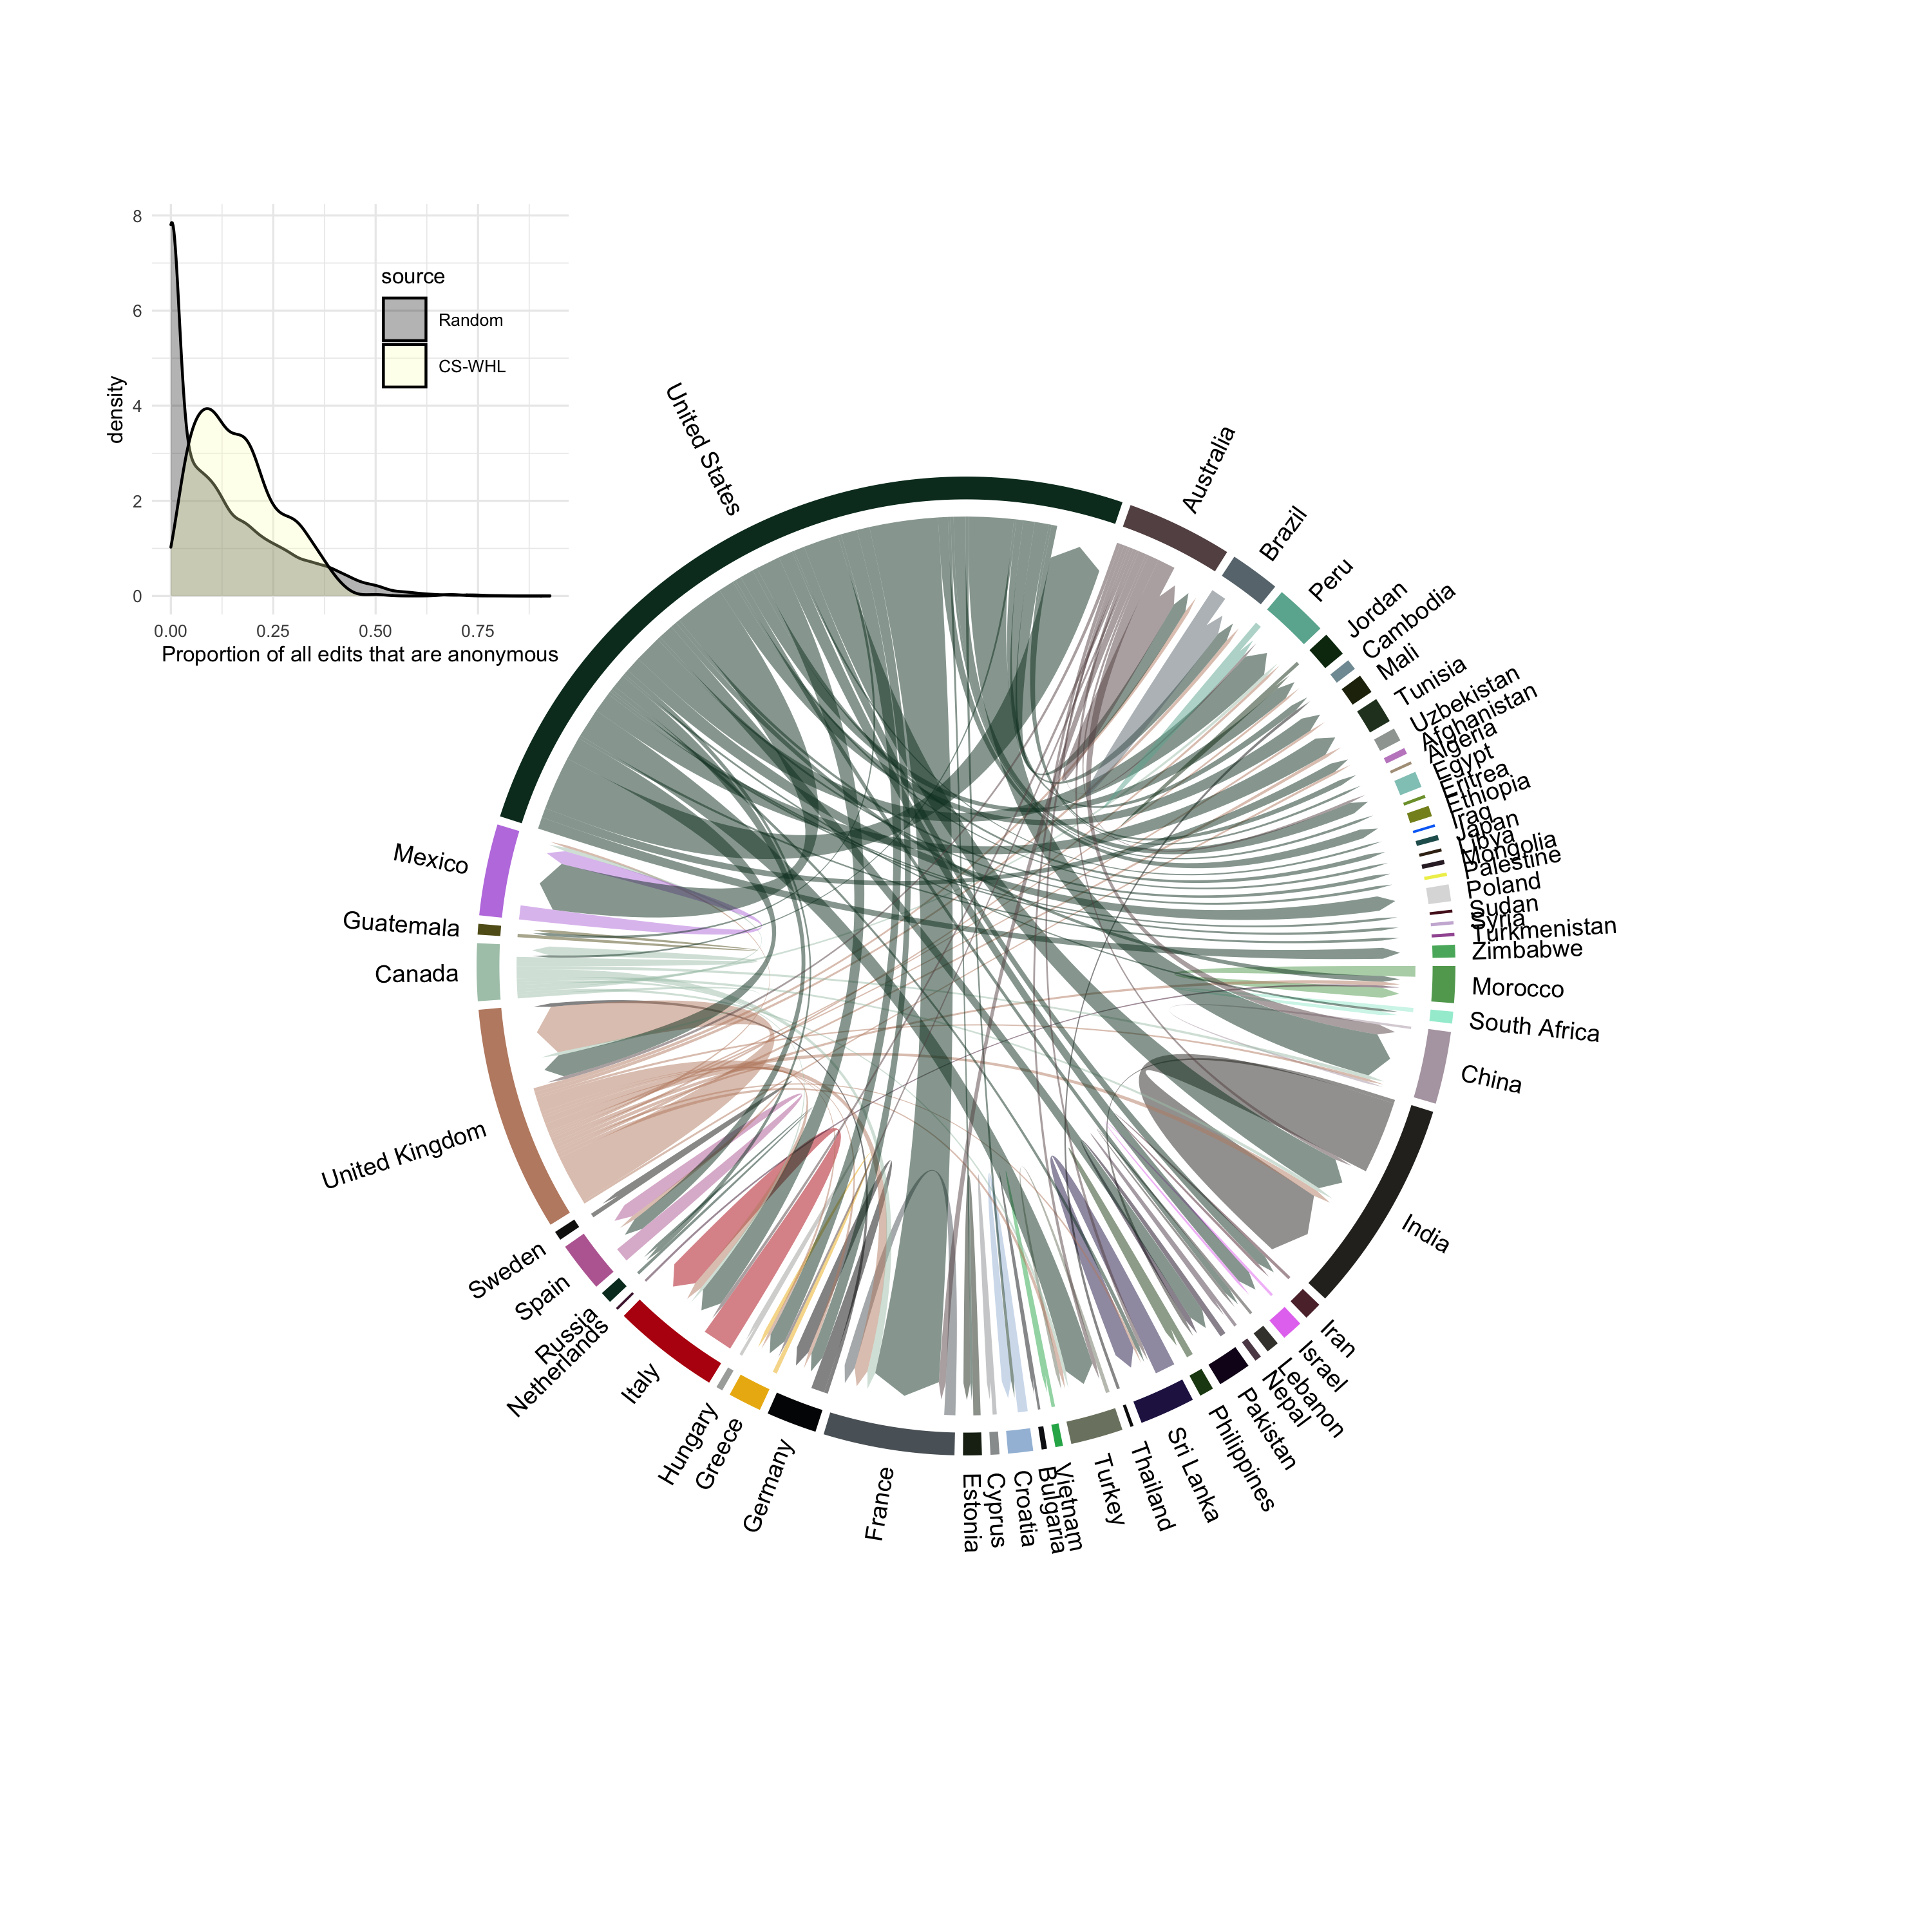 8
6
4
2
0
density
source
Random
CS-WHL
0.00 0.25 0.50 0.75
Proportion of all edits that are anonymous
United States
Australia
Brazil
Peru
Jordan
Cambodia
Mali
Tunisia
Uzbekistan
Afghanistan
Algeria
Egypt
Eritrea
Ethiopia
Iraq
Japan
Libya
Mongolia
Palestine
Poland
Sudan
Syria
Turkmenistan
Zimbabwe
Morocco
South Africa
China
India
Iran
Israel
Lebanon
Nepal
Pakistan
Philippines
Sri Lanka
Thailand
Turkey
Vietnam
Bulgaria
Croatia
Cyprus
Estonia
France
Germany
Greece
Hungary
Italy
Netherlands
Russia
Spain
Sweden
United Kingdom
Canada
Guatemala
Mexico